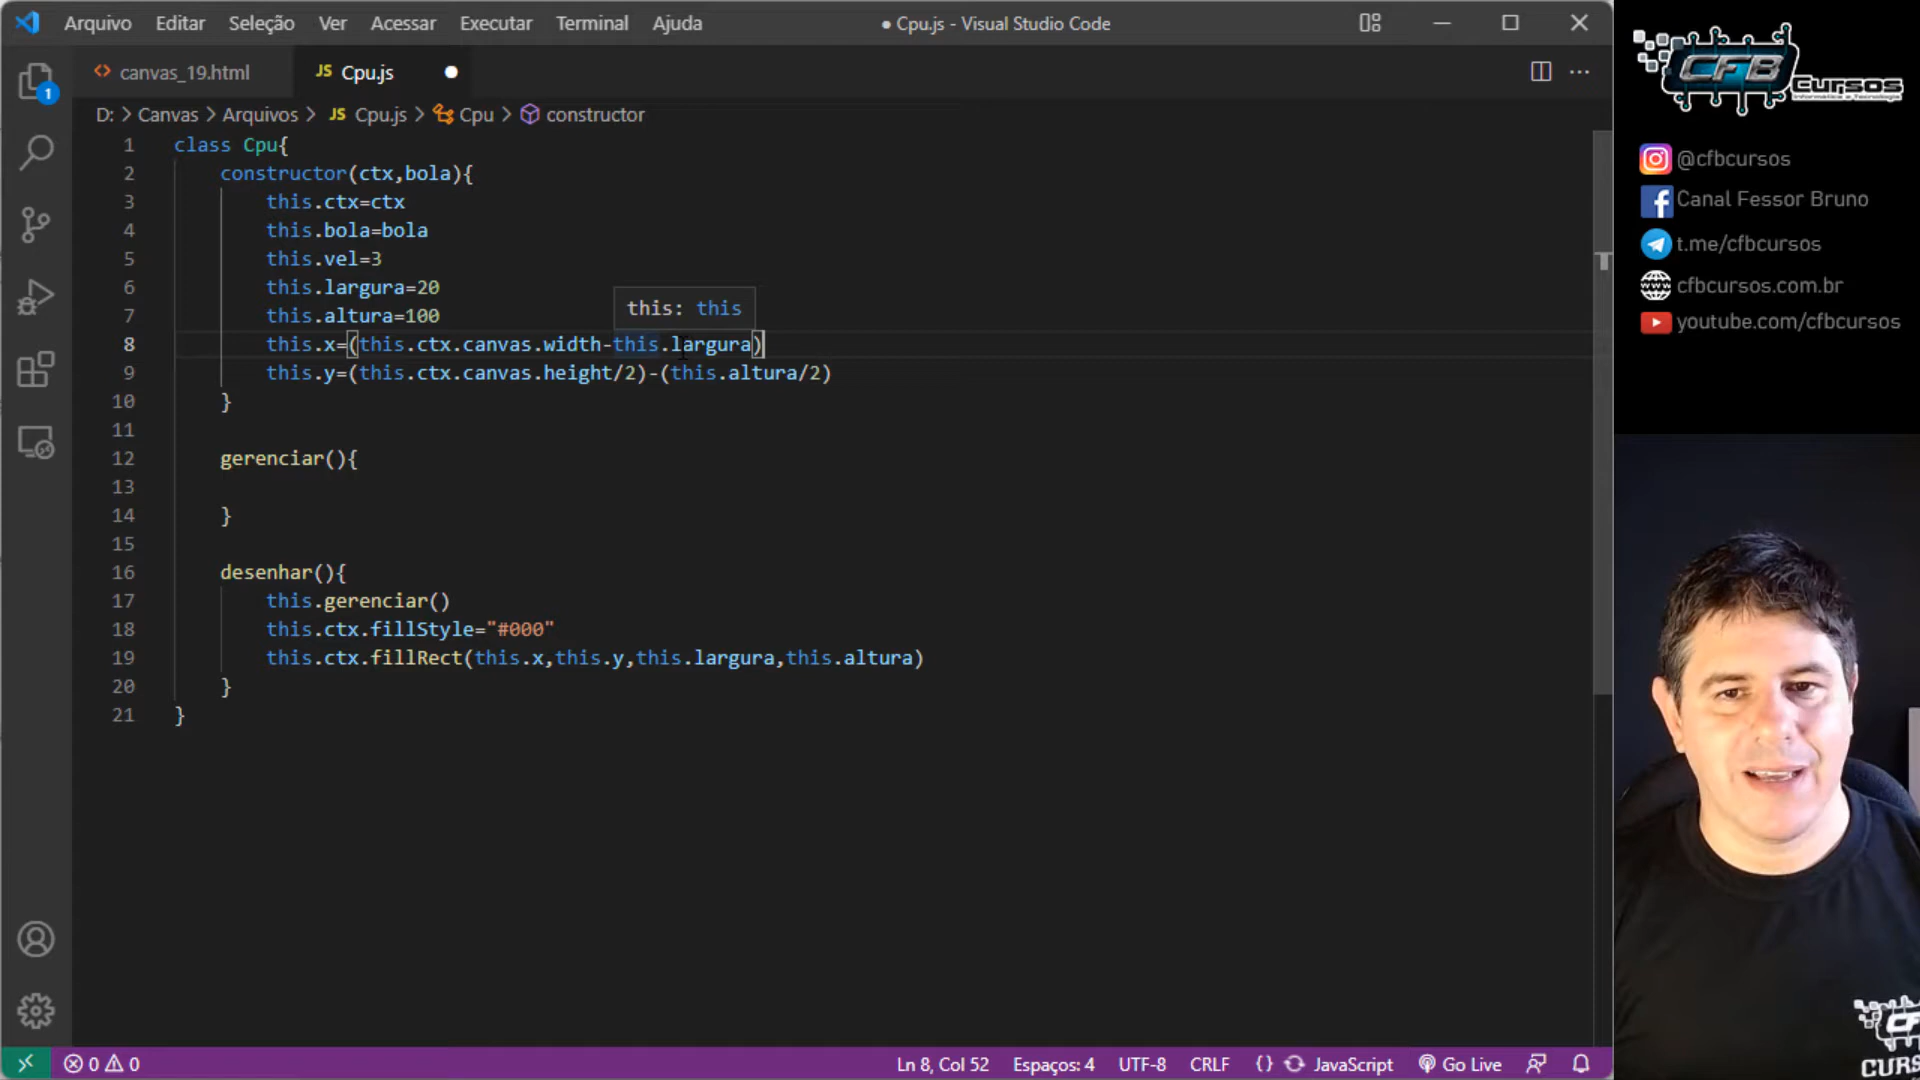 Arquivo Editar Seleção Ver Acessar Executar Terminal Ajuda
● Cpu.js - Visual Studio Code
canvas_19.html
JS Cpu.js
D: > Canvas > Arquivos > JS Cpu.js > Cpu > constructor
1 class Cpu{
2 constructor(ctx,bola){
3 this.ctx=ctx
4 this.bola=bola
5 this.vel=3
6 this.largura=20
this: this
7 this.altura=100
8 this.x=(this.ctx.canvas.width-this.largura)
9 this.y=(this.ctx.canvas.height/2)-(this.altura/2)
10 }
11
12 gerenciar(){
13
14 }
15
16 desenhar(){
17 this.gerenciar()
18 this.ctx.fillStyle="#000"
19 this.ctx.fillRect(this.x,this.y,this.largura,this.altura)
20 }
21 }
1
0 0
Ln 8, Col 52 Espaços: 4 UTF-8 CRLF {} JavaScript Go Live
CFB Cursos
@cfbcursos
Canal Fessor Bruno
t.me/cfbcursos
cfbcursos.com.br
youtube.com/cfbcursos